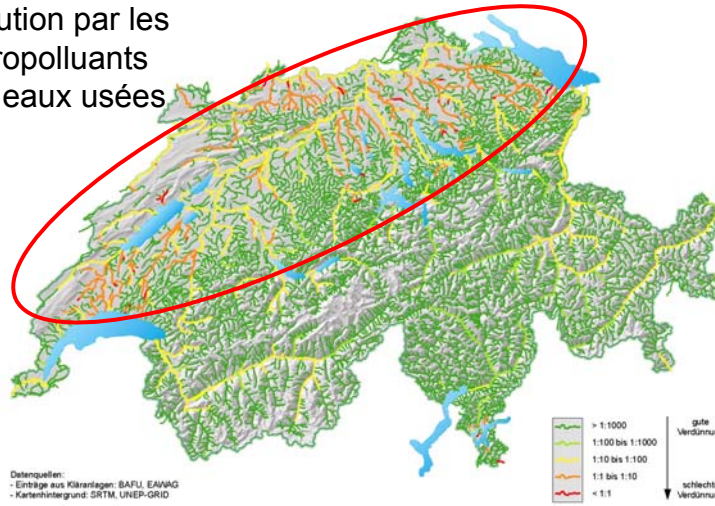 ution par les
ropolluants
eaux usées
> 1:1000
1:100 bis 1:1000
1:10 bis 1:100
1:1 bis 1:10
< 1:1
gute
Verdünnu
schlecht
Verdünnu
Datenquellen:
- Einträge aus Kläranlagen: BAFU, EAWAG
- Kartenhintergrund: SRTM, UNEP-GRID